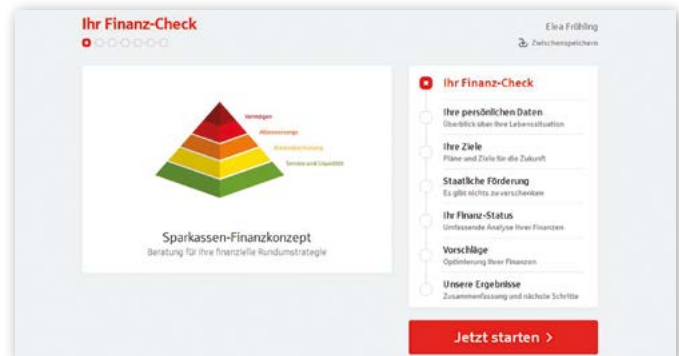 Ihr Finanz-Check
Elea Frühling
Zwischenspeichern
Vermögen
Altersvorsorge
Service und Liquidität
Sparkassen-Finanzkonzept
Beratung für Ihre finanzielle Rundumstrategie
Ihr Finanz-Check
Ihre persönlichen Daten
Überblick über Ihre Lebenssituation
Ihre Ziele
Pläne und Ziele für die Zukunft
Staatliche Förderung
Es gibt nichts zu verschenken
Ihr Finanz-Status
Umfassende Analyse Ihrer Finanzen
Vorschläge
Optimierung Ihrer Finanzen
Unsere Ergebnisse
Zusammenfassung und nächste Schritte
Jetzt starten >